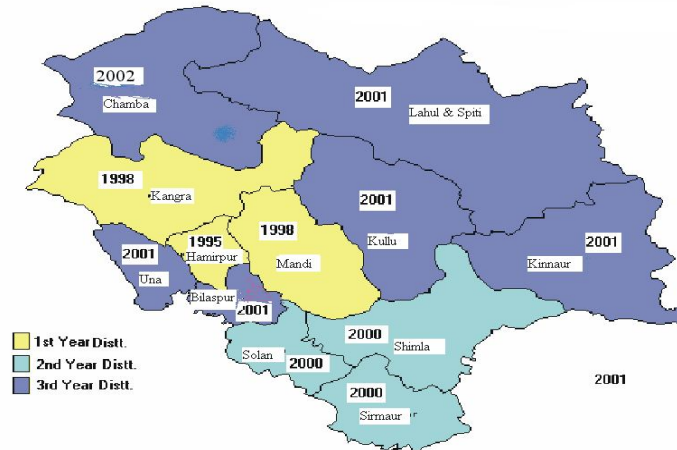 2002
Chamba
2001
Lahul & Spiti
1998
Kangra
2001
Kullu
2001
Kinnaur
2001
Una
1995
Hamirpur
1998
Mandi
Bilaspur
2001
2000
Shimla
Solan
2000
2000
Sirmaur
1st Year Distt.
2nd Year Distt.
3rd Year Distt.
2001